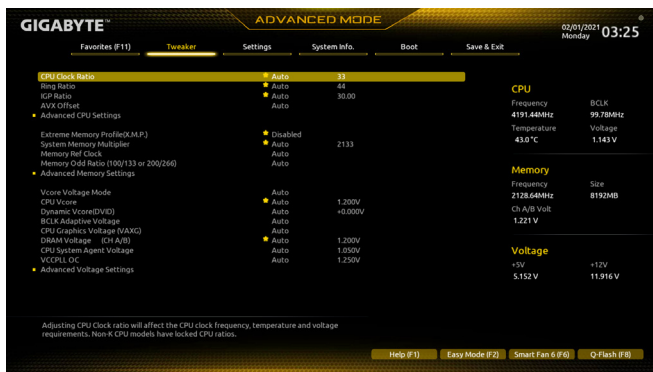 GIGABYTE™
ADVANCED MODE
02/01/2021
Monday
03:25
Favorites (F11) Tweaker Settings System Info. Boot Save & Exit
CPU Clock Ratio Auto 33
Ring Ratio Auto 44
IGP Ratio Auto 30.00
AVX Offset Auto
Advanced CPU Settings
Extreme Memory Profile(X.M.P.) Disabled
System Memory Multiplier Auto 2133
Memory Ref Clock Auto
Memory Odd Ratio (100/133 or 200/266) Auto
Advanced Memory Settings
Vcore Voltage Mode Auto
CPU Vcore Auto 1.200V
Dynamic Vcore(DVID) Auto +0.000V
BCLK Adaptive Voltage Auto
CPU Graphics Voltage (VAXG) Auto
DRAM Voltage (CH A/B) Auto 1.200V
CPU System Agent Voltage Auto 1.050V
VCCPLL OC Auto 1.250V
Advanced Voltage Settings
CPU
Frequency BCLK
4191.44MHz 99.78MHz
Temperature Voltage
43.0 °C 1.143 V
Memory
Frequency Size
2128.64MHz 8192MB
Ch A/B Volt
1.221 V
Voltage
+5V +12V
5.152 V 11.916 V
Adjusting CPU Clock ratio will affect the CPU clock frequency, temperature and voltage
requirements. Non-K CPU models have locked CPU ratios.
Help (F1) Easy Mode (F2) Smart Fan 6 (F6) Q-Flash (F8)